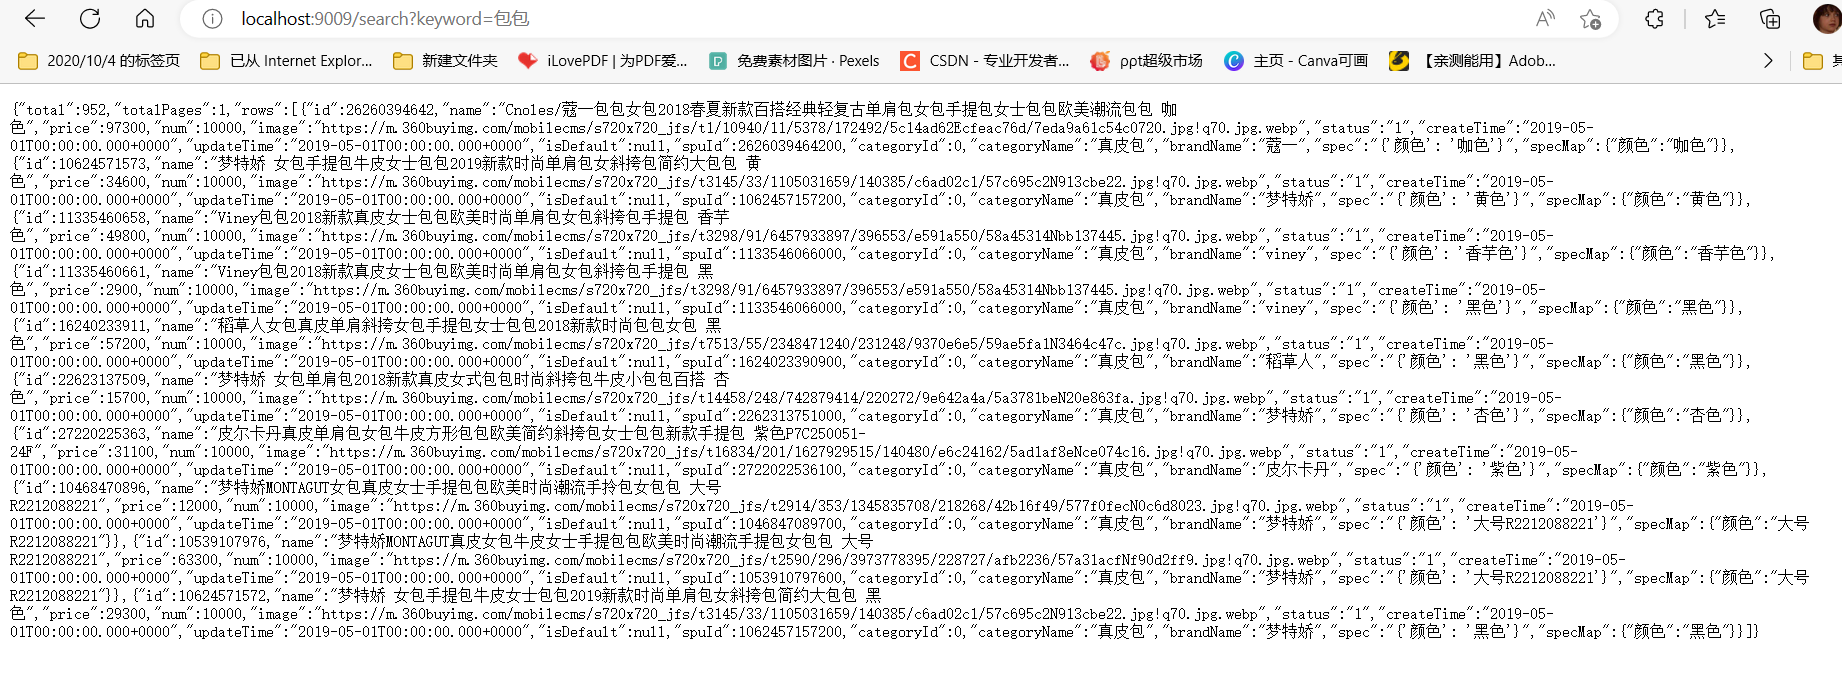 localhost:9009/search?keyword=包包
2020/10/4 的标签页 已从 Internet Explor... 新建文件夹 iLovePDF | 为PDF爱... 免费素材图片 · Pexels CSDN - 专业开发者... ppt超级市场 主页 - Canva可画 【亲测能用】Adob...
{"total":952,"totalPages":1,"rows":[{"id":26260394642,"name":"Cnoles/蔻一包包女包2018春夏新款百搭经典轻复古单肩包女包手提包女士包包欧美潮流包包 咖
色","price":97300,"num":10000,"image":"https://m.360buyimg.com/mobilecms/s720x720_jfs/t1/10940/11/5378/172492/5c14ad62Ecfeac76d/7eda9a61c54c0720.jpg!q70.jpg.webp","status":"1","createTime":"2019-05-
01T00:00:00.000+0000","updateTime":"2019-05-01T00:00:00.000+0000","isDefault":null,"spuId":26260394642​00,"categoryId":0,"categoryName":"真皮包","brandName":"蔻一","spec":"{'颜色': '咖色'}","specMap":{"颜色":"咖色"}},
{"id":10624571573,"name":"梦特娇 女包手提包牛皮女士包包2019新款时尚单肩包女斜挎包简约大包包 黄
色","price":34600,"num":10000,"image":"https://m.360buyimg.com/mobilecms/s720x720_jfs/t3145/33/1105031659/140385/c6ad02c1/57c695c2N913cbe22.jpg!q70.jpg.webp","status":"1","createTime":"2019-05-
01T00:00:00.000+0000","updateTime":"2019-05-01T00:00:00.000+0000","isDefault":null,"spuId":1062457157200,"categoryId":0,"categoryName":"真皮包","brandName":"梦特娇","spec":"{'颜色': '黄色'}","specMap":{"颜色":"黄色"}},
{"id":11335460658,"name":"Viney包包2018新款真皮女士包包欧美时尚单肩包女包斜挎包手提包 香芋
色","price":49800,"num":10000,"image":"https://m.360buyimg.com/mobilecms/s720x720_jfs/t3298/91/6457933897/396553/e591a550/58a45314Nbb137445.jpg!q70.jpg.webp","status":"1","createTime":"2019-05-
01T00:00:00.000+0000","updateTime":"2019-05-01T00:00:00.000+0000","isDefault":null,"spuId":1133546066000,"categoryId":0,"categoryName":"真皮包","brandName":"viney","spec":"{'颜色': '香芋色'}","specMap":{"颜色":"香芋色"}},
{"id":11335460661,"name":"Viney包包2018新款真皮女士包包欧美时尚单肩包女包斜挎包手提包 黑
色","price":2900,"num":10000,"image":"https://m.360buyimg.com/mobilecms/s720x720_jfs/t3298/91/6457933897/396553/e591a550/58a45314Nbb137445.jpg!q70.jpg.webp","status":"1","createTime":"2019-05-
01T00:00:00.000+0000","updateTime":"2019-05-01T00:00:00.000+0000","isDefault":null,"spuId":1133546066000,"categoryId":0,"categoryName":"真皮包","brandName":"viney","spec":"{'颜色': '黑色'}","specMap":{"颜色":"黑色"}},
{"id":16240233911,"name":"稻草人女包真皮单肩斜挎女包手提包女士包包2018新款时尚包包女包 黑
色","price":57200,"num":10000,"image":"https://m.360buyimg.com/mobilecms/s720x720_jfs/t7513/55/2348471240/231248/9370e6e5/59ae5fa1N3464c47c.jpg!q70.jpg.webp","status":"1","createTime":"2019-05-
01T00:00:00.000+0000","updateTime":"2019-05-01T00:00:00.000+0000","isDefault":null,"spuId":1624023390900,"categoryId":0,"categoryName":"真皮包","brandName":"稻草人","spec":"{'颜色': '黑色'}","specMap":{"颜色":"黑色"}},
{"id":22623137509,"name":"梦特娇 女包单肩包2018新款真皮女式包包时尚斜挎包牛皮小包包百搭 杏
色","price":15700,"num":10000,"image":"https://m.360buyimg.com/mobilecms/s720x720_jfs/t14458/248/742879414/220272/9e642a4a/5a3781beN20e863fa.jpg!q70.jpg.webp","status":"1","createTime":"2019-05-
01T00:00:00.000+0000","updateTime":"2019-05-01T00:00:00.000+0000","isDefault":null,"spuId":2262313751000,"categoryId":0,"categoryName":"真皮包","brandName":"梦特娇","spec":"{'颜色': '杏色'}","specMap":{"颜色":"杏色"}},
{"id":27220225363,"name":"皮尔卡丹真皮单肩包女包牛皮方形包包欧美简约斜挎包女士包包新款手提包 紫色P7C250051-
24F","price":31100,"num":10000,"image":"https://m.360buyimg.com/mobilecms/s720x720_jfs/t16834/201/1627929515/140480/e6c24162/5ad1af8eNce074c16.jpg!q70.jpg.webp","status":"1","createTime":"2019-05-
01T00:00:00.000+0000","updateTime":"2019-05-01T00:00:00.000+0000","isDefault":null,"spuId":2722022536100,"categoryId":0,"categoryName":"真皮包","brandName":"皮尔卡丹","spec":"{'颜色': '紫色'}","specMap":{"颜色":"紫色"}},
{"id":10468470896,"name":"梦特娇MONTAGUT女包真皮女士手提包包欧美时尚潮流手拎包女包包 大号
R2212088221","price":12000,"num":10000,"image":"https://m.360buyimg.com/mobilecms/s720x720_jfs/t2914/353/1345835708/218268/42b16f49/577f0fecN0c6d8023.jpg!q70.jpg.webp","status":"1","createTime":"2019-05-
01T00:00:00.000+0000","updateTime":"2019-05-01T00:00:00.000+0000","isDefault":null,"spuId":1046847089700,"categoryId":0,"categoryName":"真皮包","brandName":"梦特娇","spec":"{'颜色': '大号R2212088221'}","specMap":{"颜色":"大号
R2212088221"}},{"id":10539107976,"name":"梦特娇MONTAGUT真皮女包牛皮女士手提包包欧美时尚潮流手提包女包包 大号
R2212088221","price":63300,"num":10000,"image":"https://m.360buyimg.com/mobilecms/s720x720_jfs/t2590/296/3973778395/228727/afb2236/57a31acfNf90d2ff9.jpg!q70.jpg.webp","status":"1","createTime":"2019-05-
01T00:00:00.000+0000","updateTime":"2019-05-01T00:00:00.000+0000","isDefault":null,"spuId":1053910797600,"categoryId":0,"categoryName":"真皮包","brandName":"梦特娇","spec":"{'颜色': '大号R2212088221'}","specMap":{"颜色":"大号
R2212088221"}},{"id":10624571572,"name":"梦特娇 女包手提包牛皮女士包包2019新款时尚单肩包女斜挎包简约大包包 黑
色","price":29300,"num":10000,"image":"https://m.360buyimg.com/mobilecms/s720x720_jfs/t3145/33/1105031659/140385/c6ad02c1/57c695c2N913cbe22.jpg!q70.jpg.webp","status":"1","createTime":"2019-05-
01T00:00:00.000+0000","updateTime":"2019-05-01T00:00:00.000+0000","isDefault":null,"spuId":1062457157200,"categoryId":0,"categoryName":"真皮包","brandName":"梦特娇","spec":"{'颜色': '黑色'}","specMap":{"颜色":"黑色"}}]}